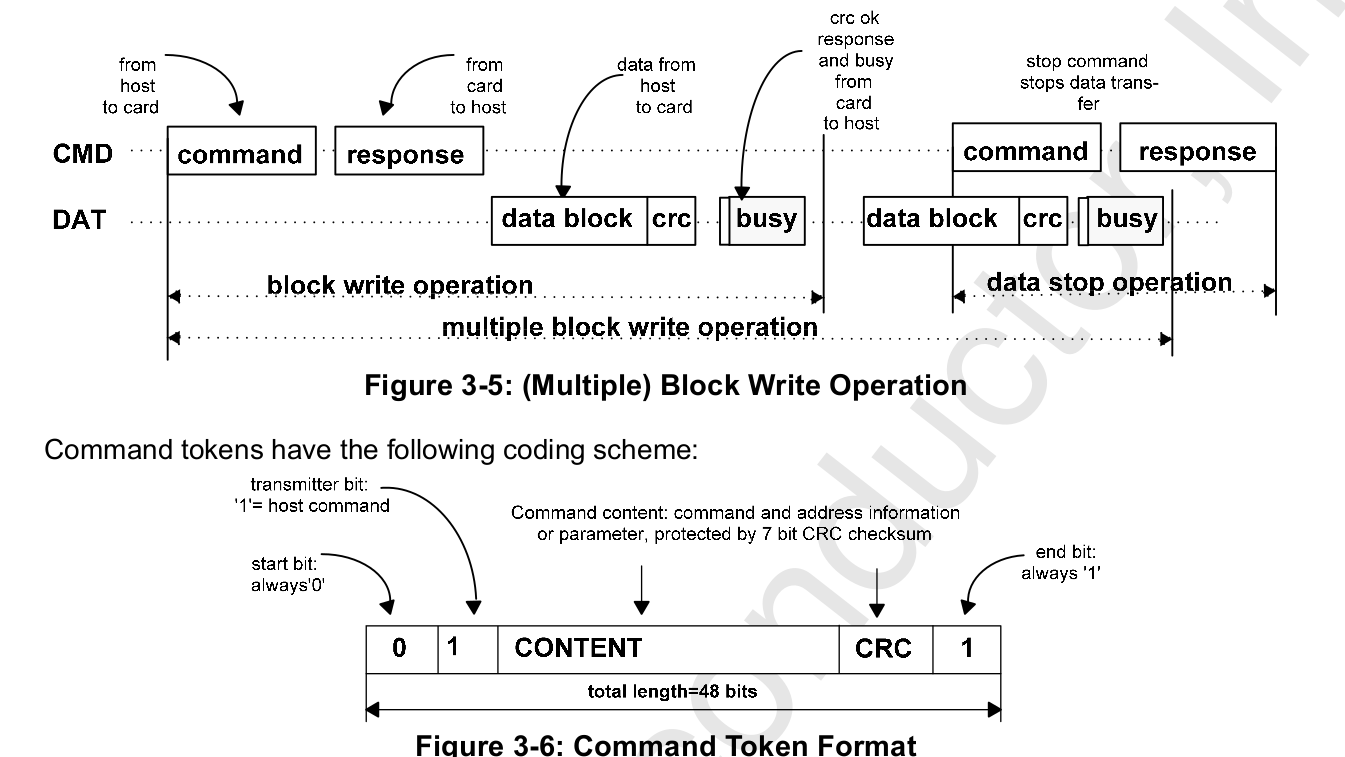 crc ok
response
and busy
from
card
to host
from
host
to card
from
card
to host
data from
host
to card
stop command
stops data trans-
fer
CMD command response command response
DAT data block crc busy data block crc busy
block write operation data stop operation
multiple block write operation
Figure 3-5: (Multiple) Block Write Operation
Command tokens have the following coding scheme:
transmitter bit:
'1'= host command
Command content: command and address information
or parameter, protected by 7 bit CRC checksum
start bit:
always'0'
end bit:
always '1'
0 1 CONTENT CRC 1
total length=48 bits
Figure 3-6: Command Token Format